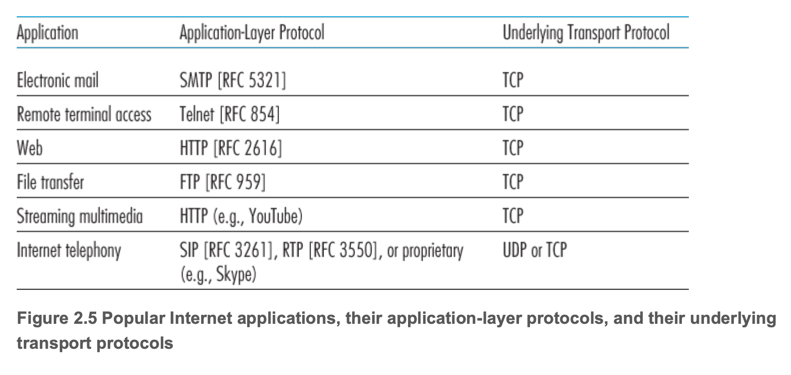 Application Application-Layer Protocol Underlying Transport Protocol
Electronic mail SMTP [RFC 5321] TCP
Remote terminal access Telnet [RFC 854] TCP
Web HTTP [RFC 2616] TCP
File transfer FTP [RFC 959] TCP
Streaming multimedia HTTP (e.g., YouTube) TCP
Internet telephony SIP [RFC 3261], RTP [RFC 3550], or proprietary UDP or TCP
(e.g., Skype)
Figure 2.5 Popular Internet applications, their application-layer protocols, and their underlying
transport protocols